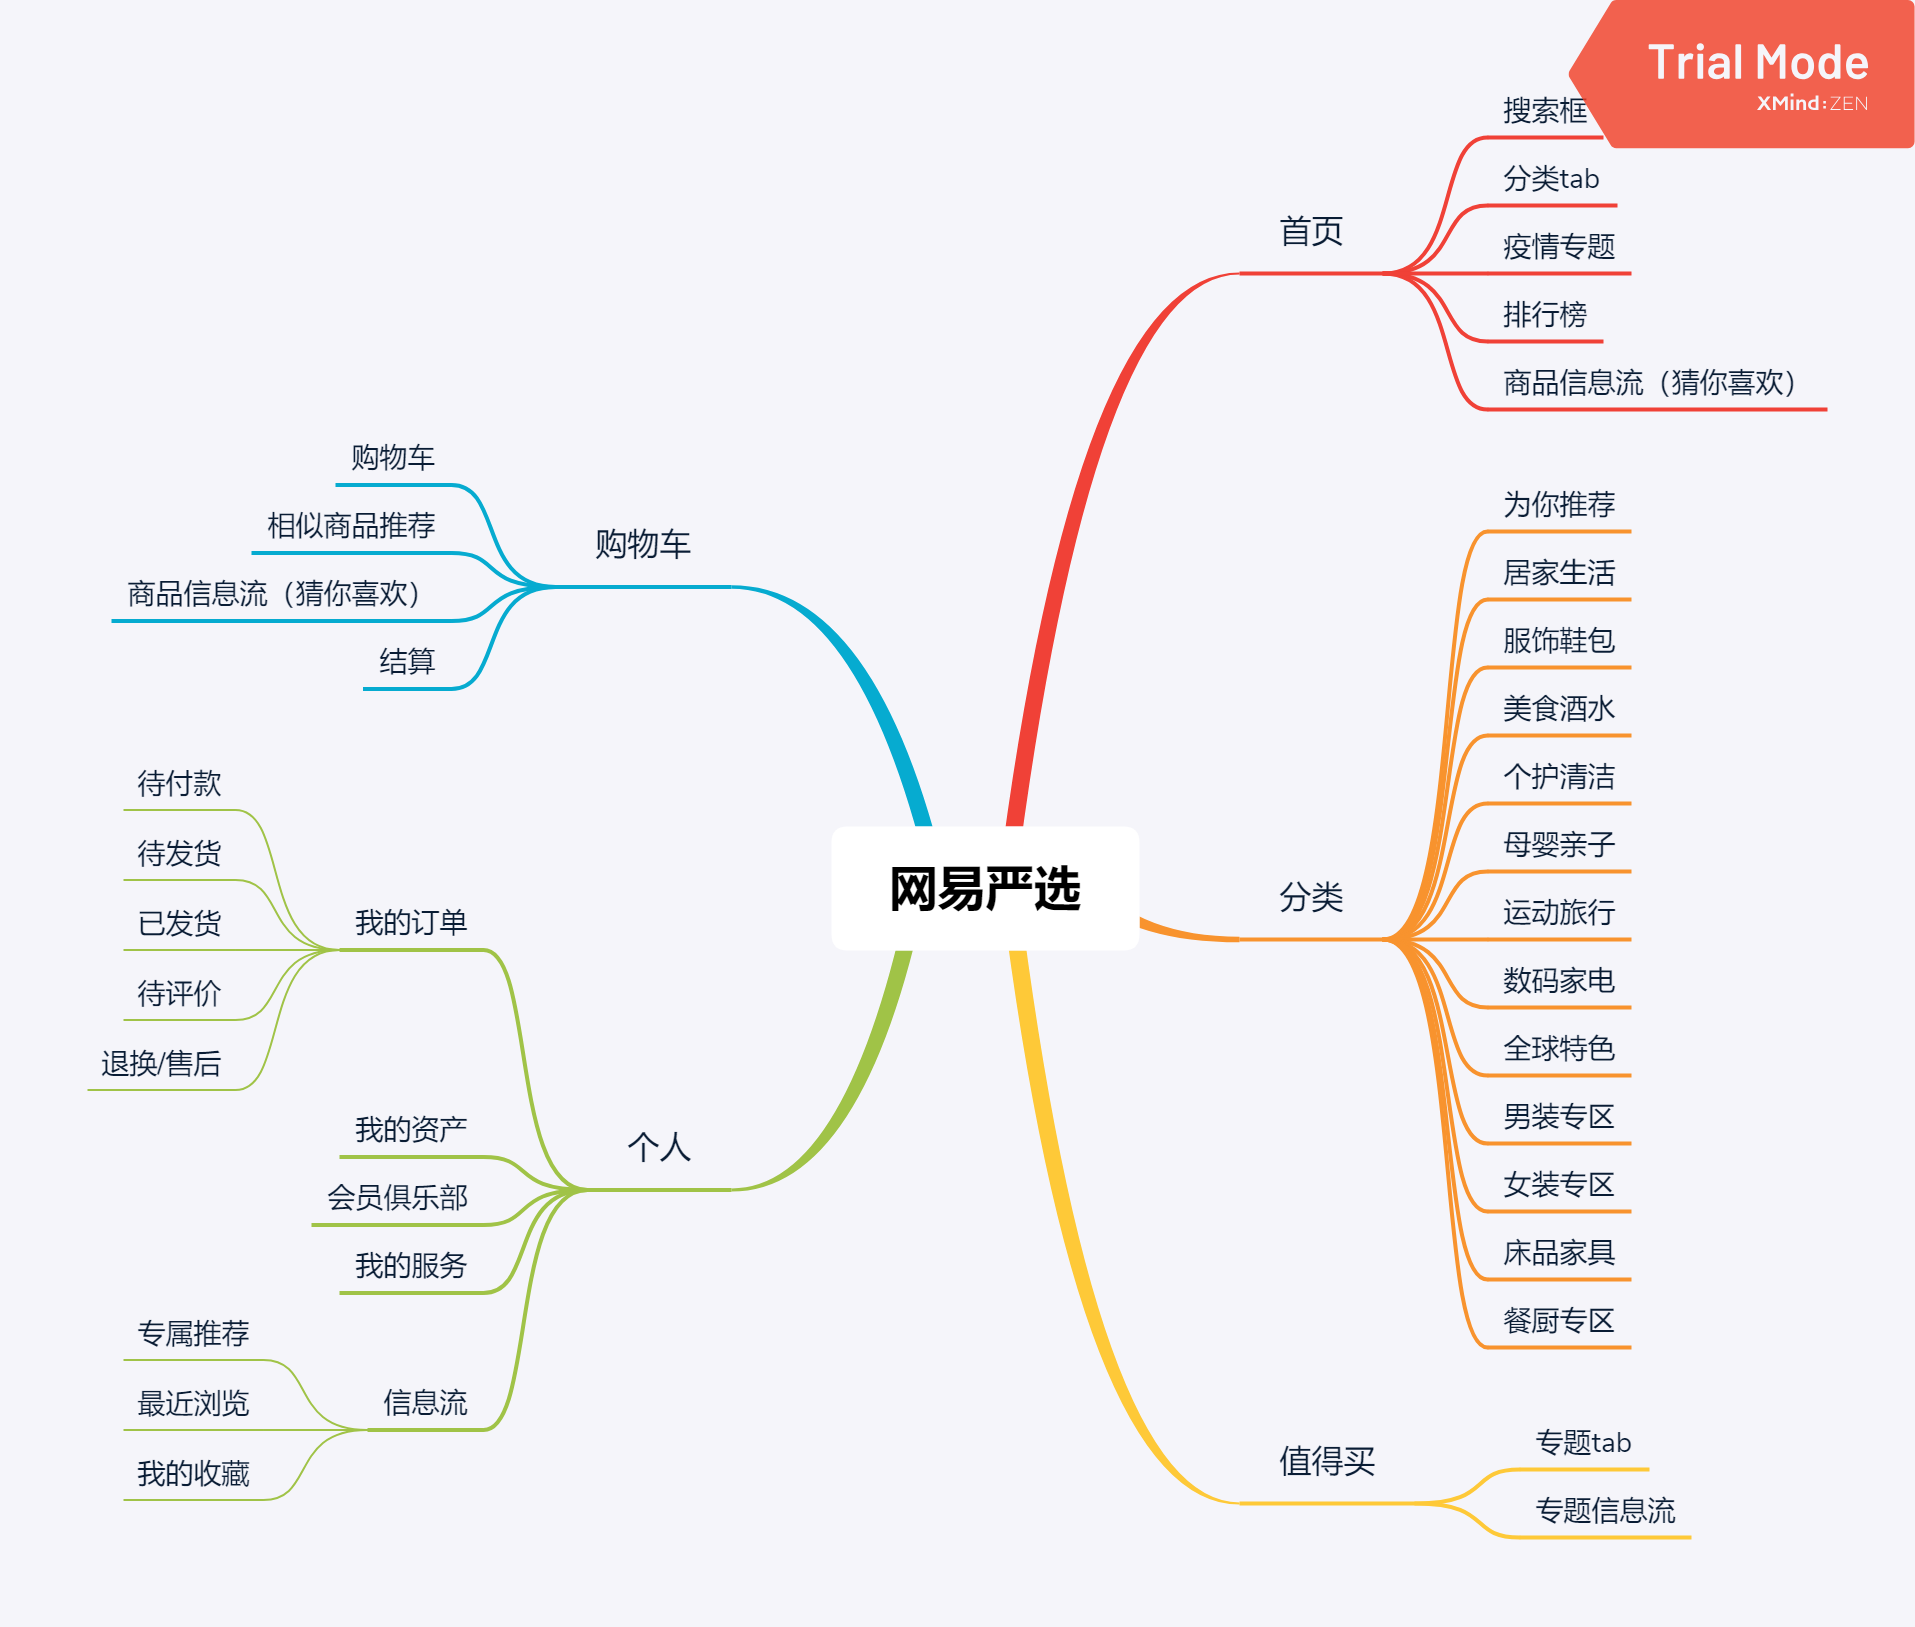 Trial Mode
XMind:ZEN
网易严选
首页
搜索框
分类tab
疫情专题
排行榜
商品信息流（猜你喜欢）
分类
为你推荐
居家生活
服饰鞋包
美食酒水
个护清洁
母婴亲子
运动旅行
数码家电
全球特色
男装专区
女装专区
床品家具
餐厨专区
值得买
专题tab
专题信息流
购物车
购物车
相似商品推荐
商品信息流（猜你喜欢）
结算
个人
我的订单
待付款
待发货
已发货
待评价
退换/售后
我的资产
会员俱乐部
我的服务
信息流
专属推荐
最近浏览
我的收藏